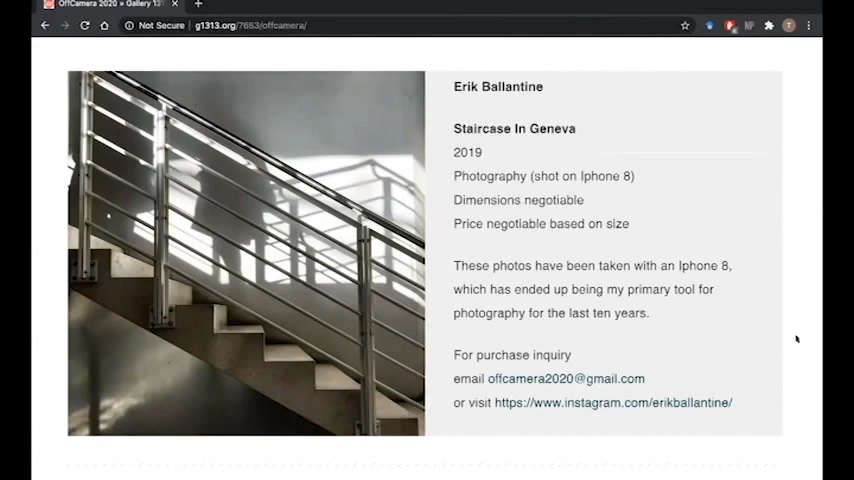 OffCamera 2020 » Gallery 131
Not Secure | g1313.org/7683/offcamera/
T
Erik Ballantine
Staircase In Geneva
2019
Photography (shot on Iphone 8)
Dimensions negotiable
Price negotiable based on size
These photos have been taken with an Iphone 8,
which has ended up being my primary tool for
photography for the last ten years.
For purchase inquiry
email offcamera2020@gmail.com
or visit https://www.instagram.com/erikballantine/